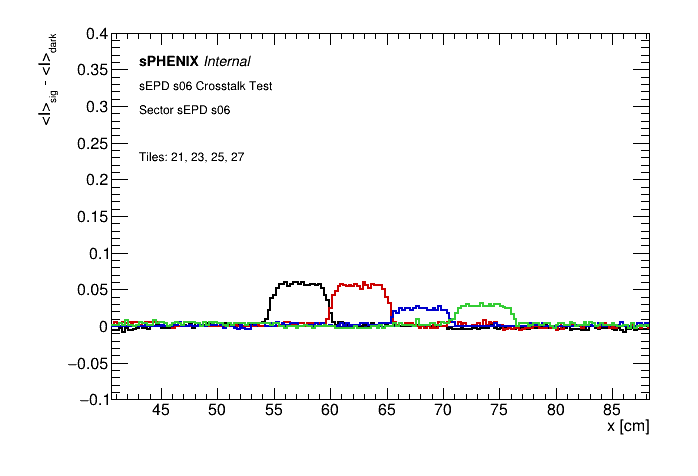 <I>sig - <I>dark
0.4
0.35
0.3
0.25
0.2
0.15
0.1
0.05
0
−0.05
−0.1
sPHENIX Internal
sEPD s06 Crosstalk Test
Sector sEPD s06
Tiles: 21, 23, 25, 27
45 50 55 60 65 70 75 80 85
x [cm]